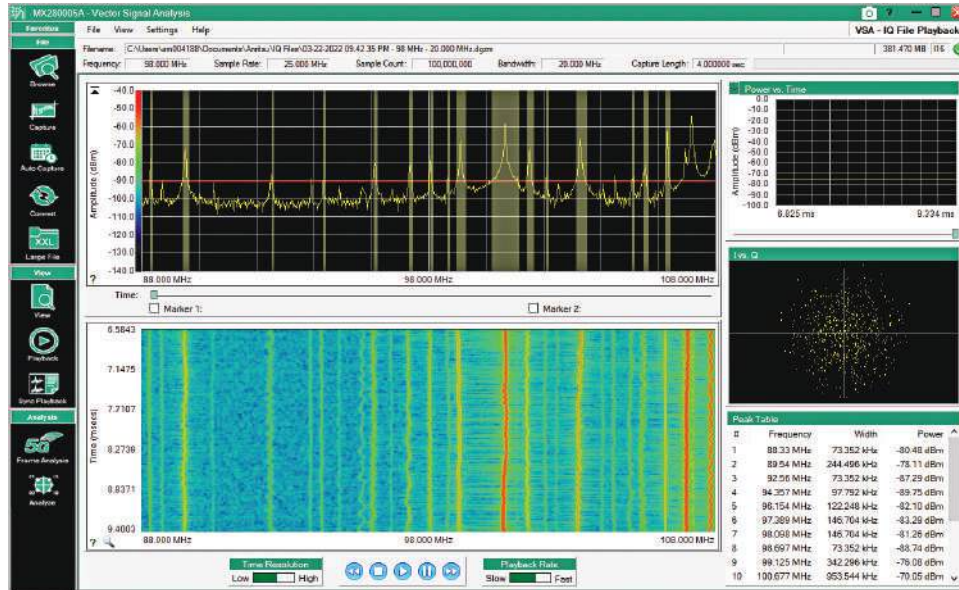 MX280005A - Vector Signal Analysis
Favorites
File View Settings Help
VSA - IQ File Playback
File
Filename:
381.470 MB
Frequency: 98.000 MHz Sample Rate: 25.000 MHz Sample Count: 100,000,000 Bandwidth: 20.000 MHz Capture Length: 4.000000 sec
Browse
Capture
Auto-Capture
Connect
XXL
Large File
View
View
Playback
Sync Playback
Analysis
5G
Frame Analysis
Analyze
Amplitude (dBm)
-40.0
-50.0
-60.0
-70.0
-80.0
-90.0
-100.0
-110.0
-120.0
-130.0
-140.0
? 88.000 MHz 98.000 MHz 108.000 MHz
Time:
Marker 1: Marker 2:
Time (msecs)
6.5843
7.1475
7.7107
8.2736
8.8371
9.4003
? 88.000 MHz 98.000 MHz 108.000 MHz
Time Resolution
Low High
Playback Rate
Slow Fast
Power vs. Time
Amplitude (dBm)
0.0
-10.0
-20.0
-30.0
-40.0
-50.0
-60.0
-70.0
-80.0
-90.0
-100.0
6.825 ms 9.334 ms
I vs. Q
Peak Table
# Frequency Width Power
1 88.33 MHz 73.352 kHz -80.48 dBm
2 89.54 MHz 244.496 kHz -78.11 dBm
3 92.56 MHz 73.352 kHz -87.29 dBm
4 94.357 MHz 97.792 kHz -89.75 dBm
5 96.154 MHz 122.248 kHz -82.10 dBm
6 97.389 MHz 146.704 kHz -83.29 dBm
7 98.098 MHz 146.704 kHz -81.26 dBm
8 98.697 MHz 73.352 kHz -88.74 dBm
9 99.125 MHz 342.296 kHz -76.08 dBm
10 100.677 MHz 953.544 kHz -70.05 dBm